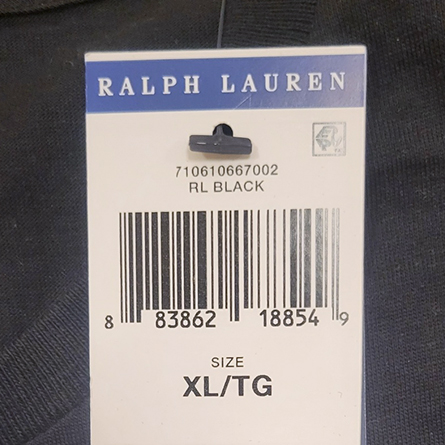 RALPH LAUREN
710610667002
RL BLACK
8 83862 18854 9
SIZE
XL/TG